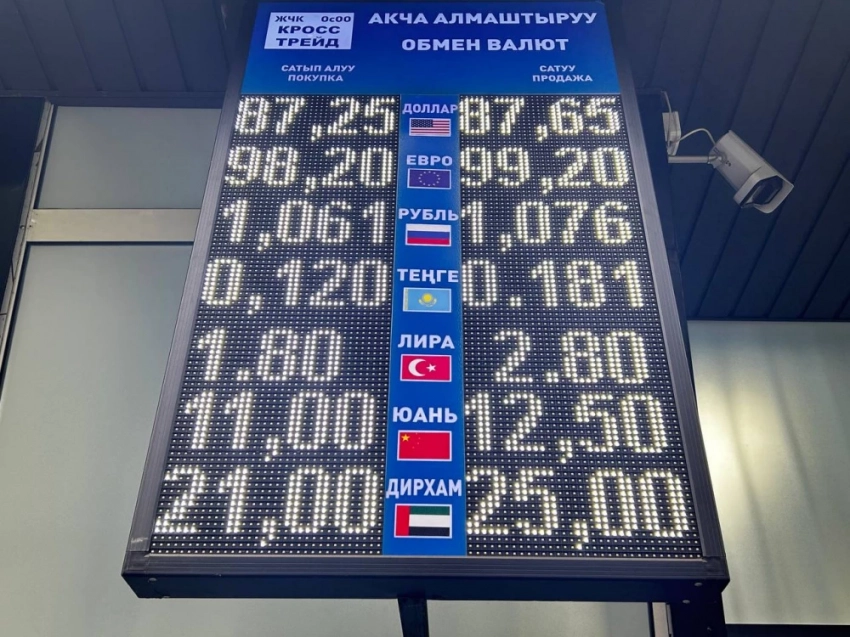 ЖЧК ОсОО
КРОСС
ТРЕЙД
АКЧА АЛМАШТЫРУУ
ОБМЕН ВАЛЮТ
САТЫП АЛУУ
ПОКУПКА
САТУУ
ПРОДАЖА
87,25 ДОЛЛАР 87,65
98,20 ЕВРО 99,20
1,061 РУБЛЬ 1,076
0,120 ТЕҢГЕ 0.181
1.80 ЛИРА 2.80
11,00 ЮАНЬ 12,50
21,00 ДИРХАМ 25,00